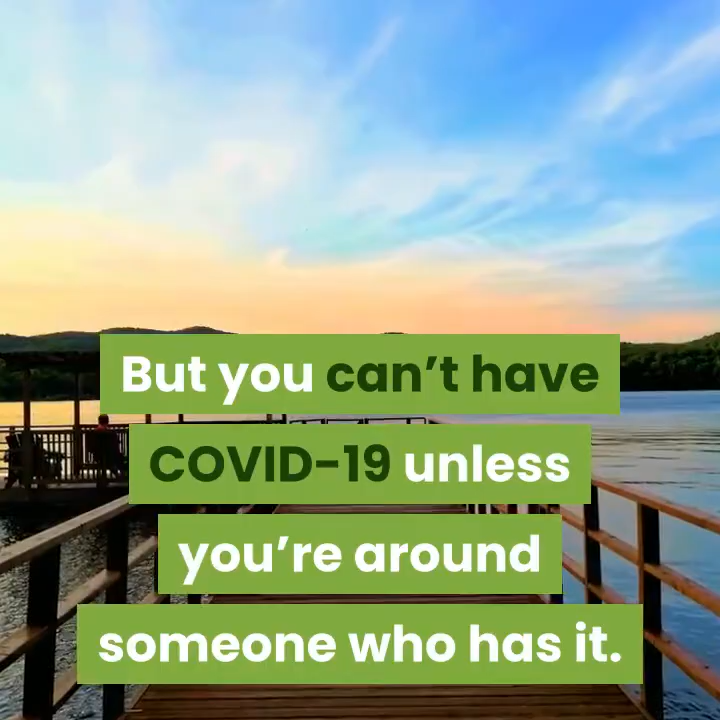 But you can’t have
COVID-19 unless
you’re around
someone who has it.